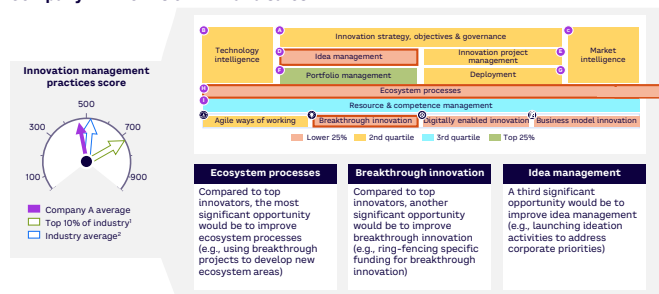 Innovation management
practices score
500
300
700
100
900
Company A average
Top 10% of industry¹
Industry average²
B
A
C
Innovation strategy, objectives & governance
Technology
intelligence
D
Idea management
E
Innovation project
management
Market
intelligence
F
Portfolio management
G
Deployment
H
Ecosystem processes
I
Resource & competence management
Agile ways of working
Breakthrough innovation
Digitally enabled innovation
Business model innovation
Lower 25%
2nd quartile
3rd quartile
Top 25%
Ecosystem processes
Compared to top
innovators, the most
significant opportunity
would be to improve
ecosystem processes
(e.g., using breakthrough
projects to develop new
ecosystem areas)
Breakthrough innovation
Compared to top
innovators, another
significant opportunity
would be to improve
breakthrough innovation
(e.g., ring-fencing specific
funding for breakthrough
innovation)
Idea management
A third significant
opportunity would be to
improve idea management
(e.g., launching ideation
activities to address
corporate priorities)